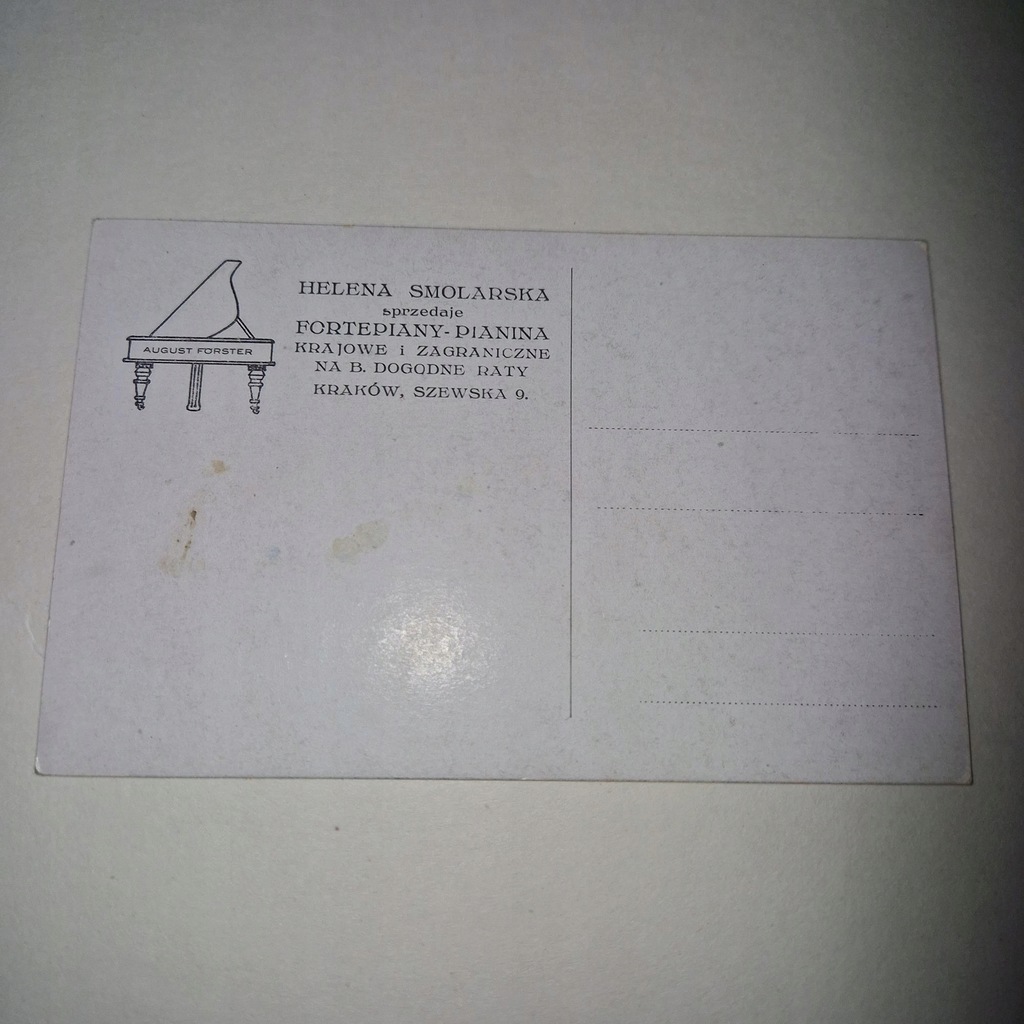 AUGUST FÖRSTER
HELENA SMOLARSKA
sprzedaje
FORTEPIANY-PIANINA
KRAJOWE i ZAGRANICZNE
NA B. DOGODNE RATY
KRAKÓW, SZEWSKA 9.